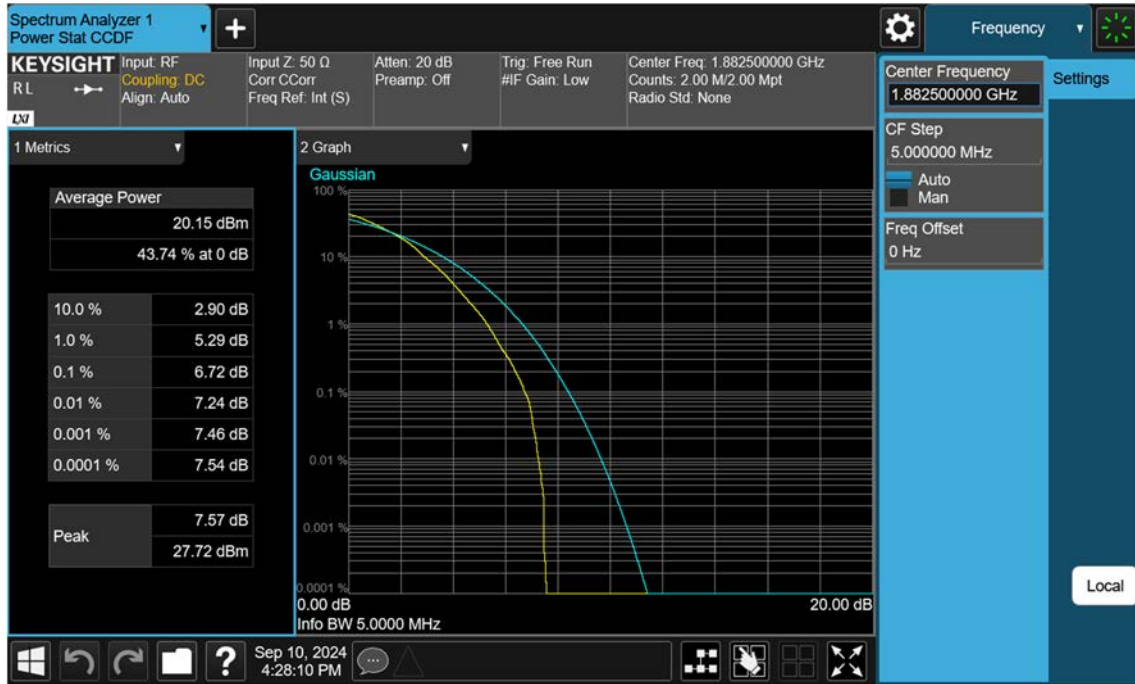 Spectrum Analyzer 1
Power Stat CCDF
+
Frequency
KEYSIGHT
R L
LXI
Input: RF
Coupling: DC
Align: Auto
Input Z: 50 Ω
Corr CCorr
Freq Ref: Int (S)
Atten: 20 dB
Preamp: Off
Trig: Free Run
#IF Gain: Low
Center Freq: 1.882500000 GHz
Counts: 2.00 M/2.00 Mpt
Radio Std: None
Center Frequency
1.882500000 GHz
Settings
CF Step
5.000000 MHz
Auto
Man
Freq Offset
0 Hz
1 Metrics
Average Power
20.15 dBm
43.74 % at 0 dB
10.0 % 2.90 dB
1.0 % 5.29 dB
0.1 % 6.72 dB
0.01 % 7.24 dB
0.001 % 7.46 dB
0.0001 % 7.54 dB
Peak
7.57 dB
27.72 dBm
2 Graph
Gaussian
100 %
10 %
1 %
0.1 %
0.01 %
0.001 %
0.0001 %
0.00 dB 20.00 dB
Info BW 5.0000 MHz
Local
?
Sep 10, 2024
4:28:10 PM